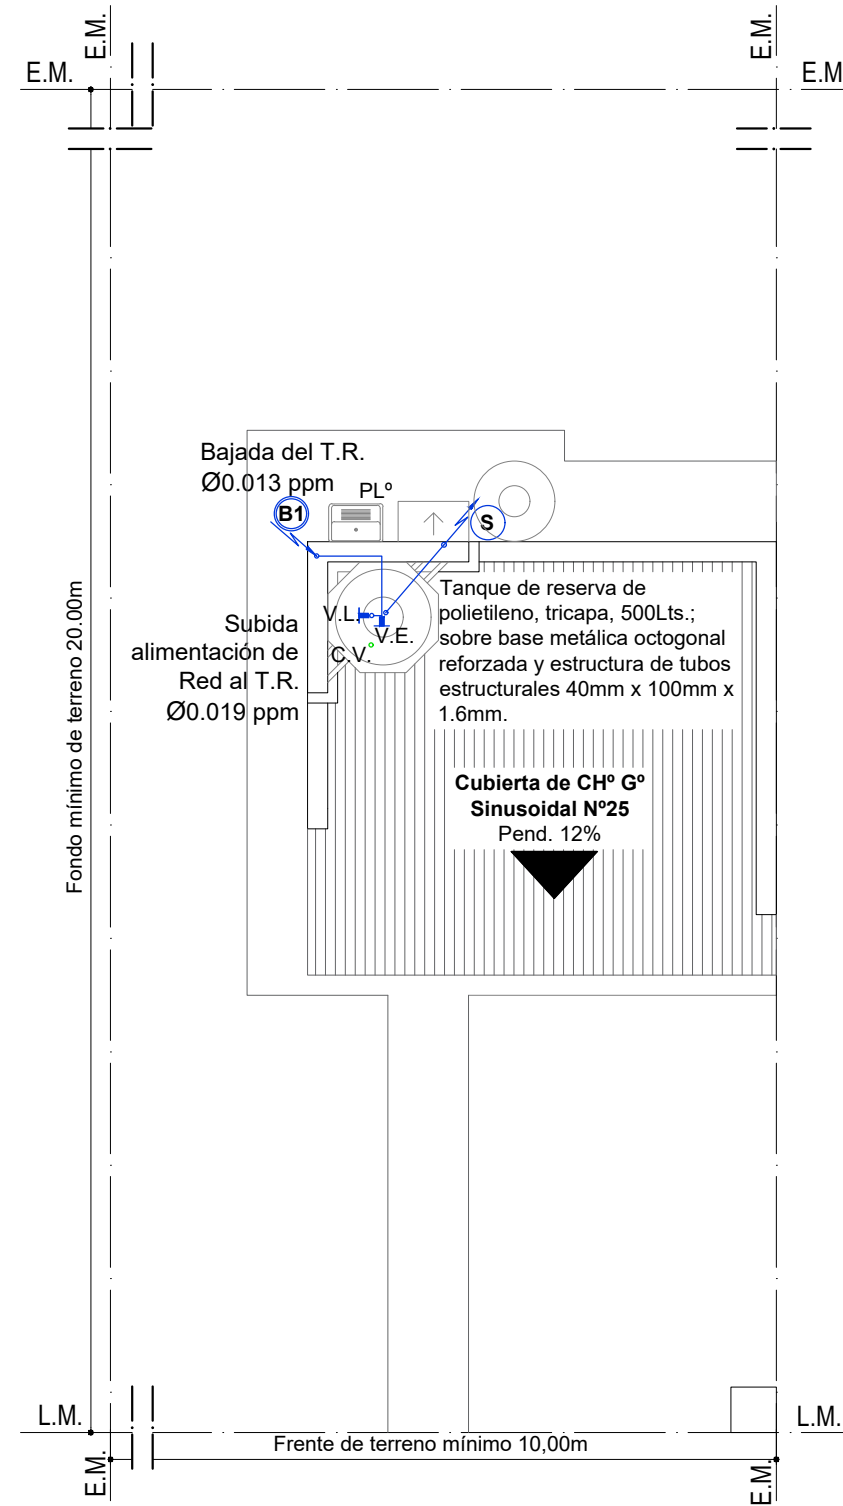 E.M.
E.M.
E.M.
E.M
Bajada del T.R.
Ø0.013 ppm
PLº
B1
S
Tanque de reserva de
polietileno, tricapa, 500Lts.;
sobre base metálica octogonal
reforzada y estructura de tubos
estructurales 40mm x 100mm x
1.6mm.
V.L.
V.E.
C.V.
Subida
alimentación de
Red al T.R.
Ø0.019 ppm
Fondo mínimo de terreno 20.00m
Cubierta de CHº Gº
Sinusoidal Nº25
Pend. 12%
L.M.
L.M.
Frente de terreno mínimo 10,00m
E.M.
E.M.